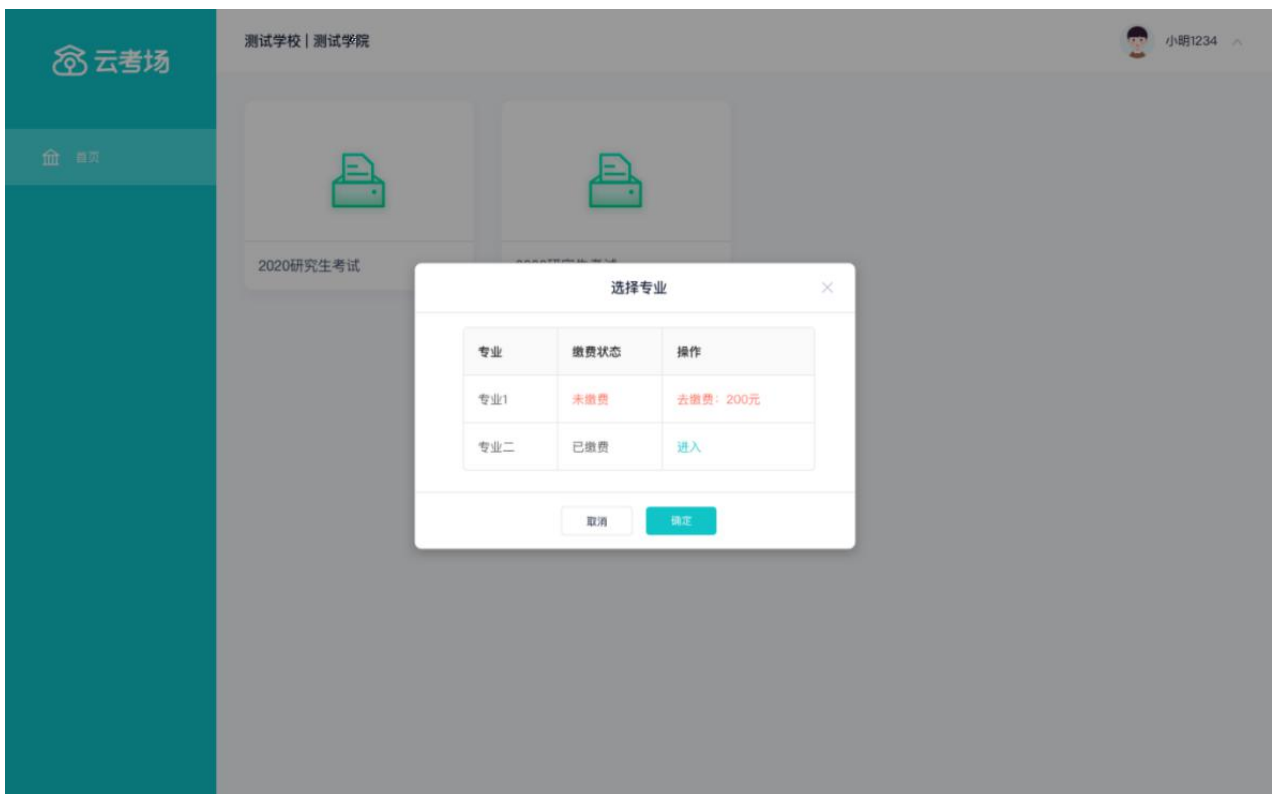 云考场
测试学校 | 测试学院
小明1234
首页
2020研究生考试
选择专业
专业 缴费状态 操作
专业1 未缴费 去缴费：200元
专业二 已缴费 进入
取消 确定